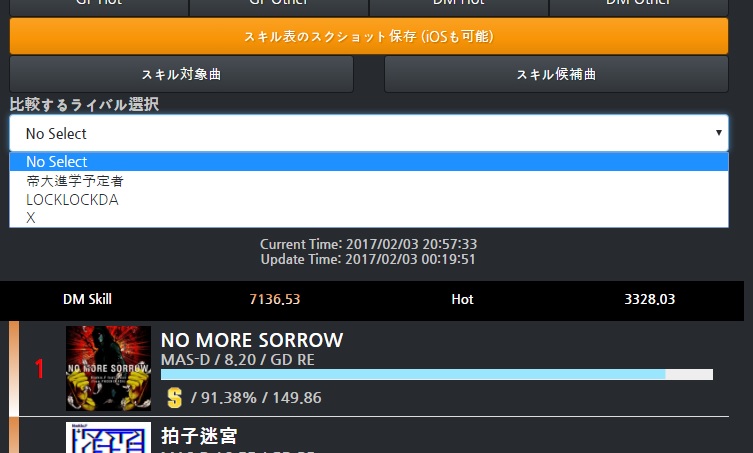 GF Hot
GF Other
DM Hot
DM Other
スキル表のスクショット保存 (iOSも可能)
スキル対象曲
スキル候補曲
比較するライバル選択
No Select
No Select
帝大進学予定者
LOCKLOCKDA
X
Current Time: 2017/02/03 20:57:33
Update Time: 2017/02/03 00:19:51
DM Skill 7136.53 Hot 3328.03
1
NO MORE SORROW
NO MORE SORROW
MAS-D / 8.20 / GD RE
S / 91.38% / 149.86
拍子迷宮